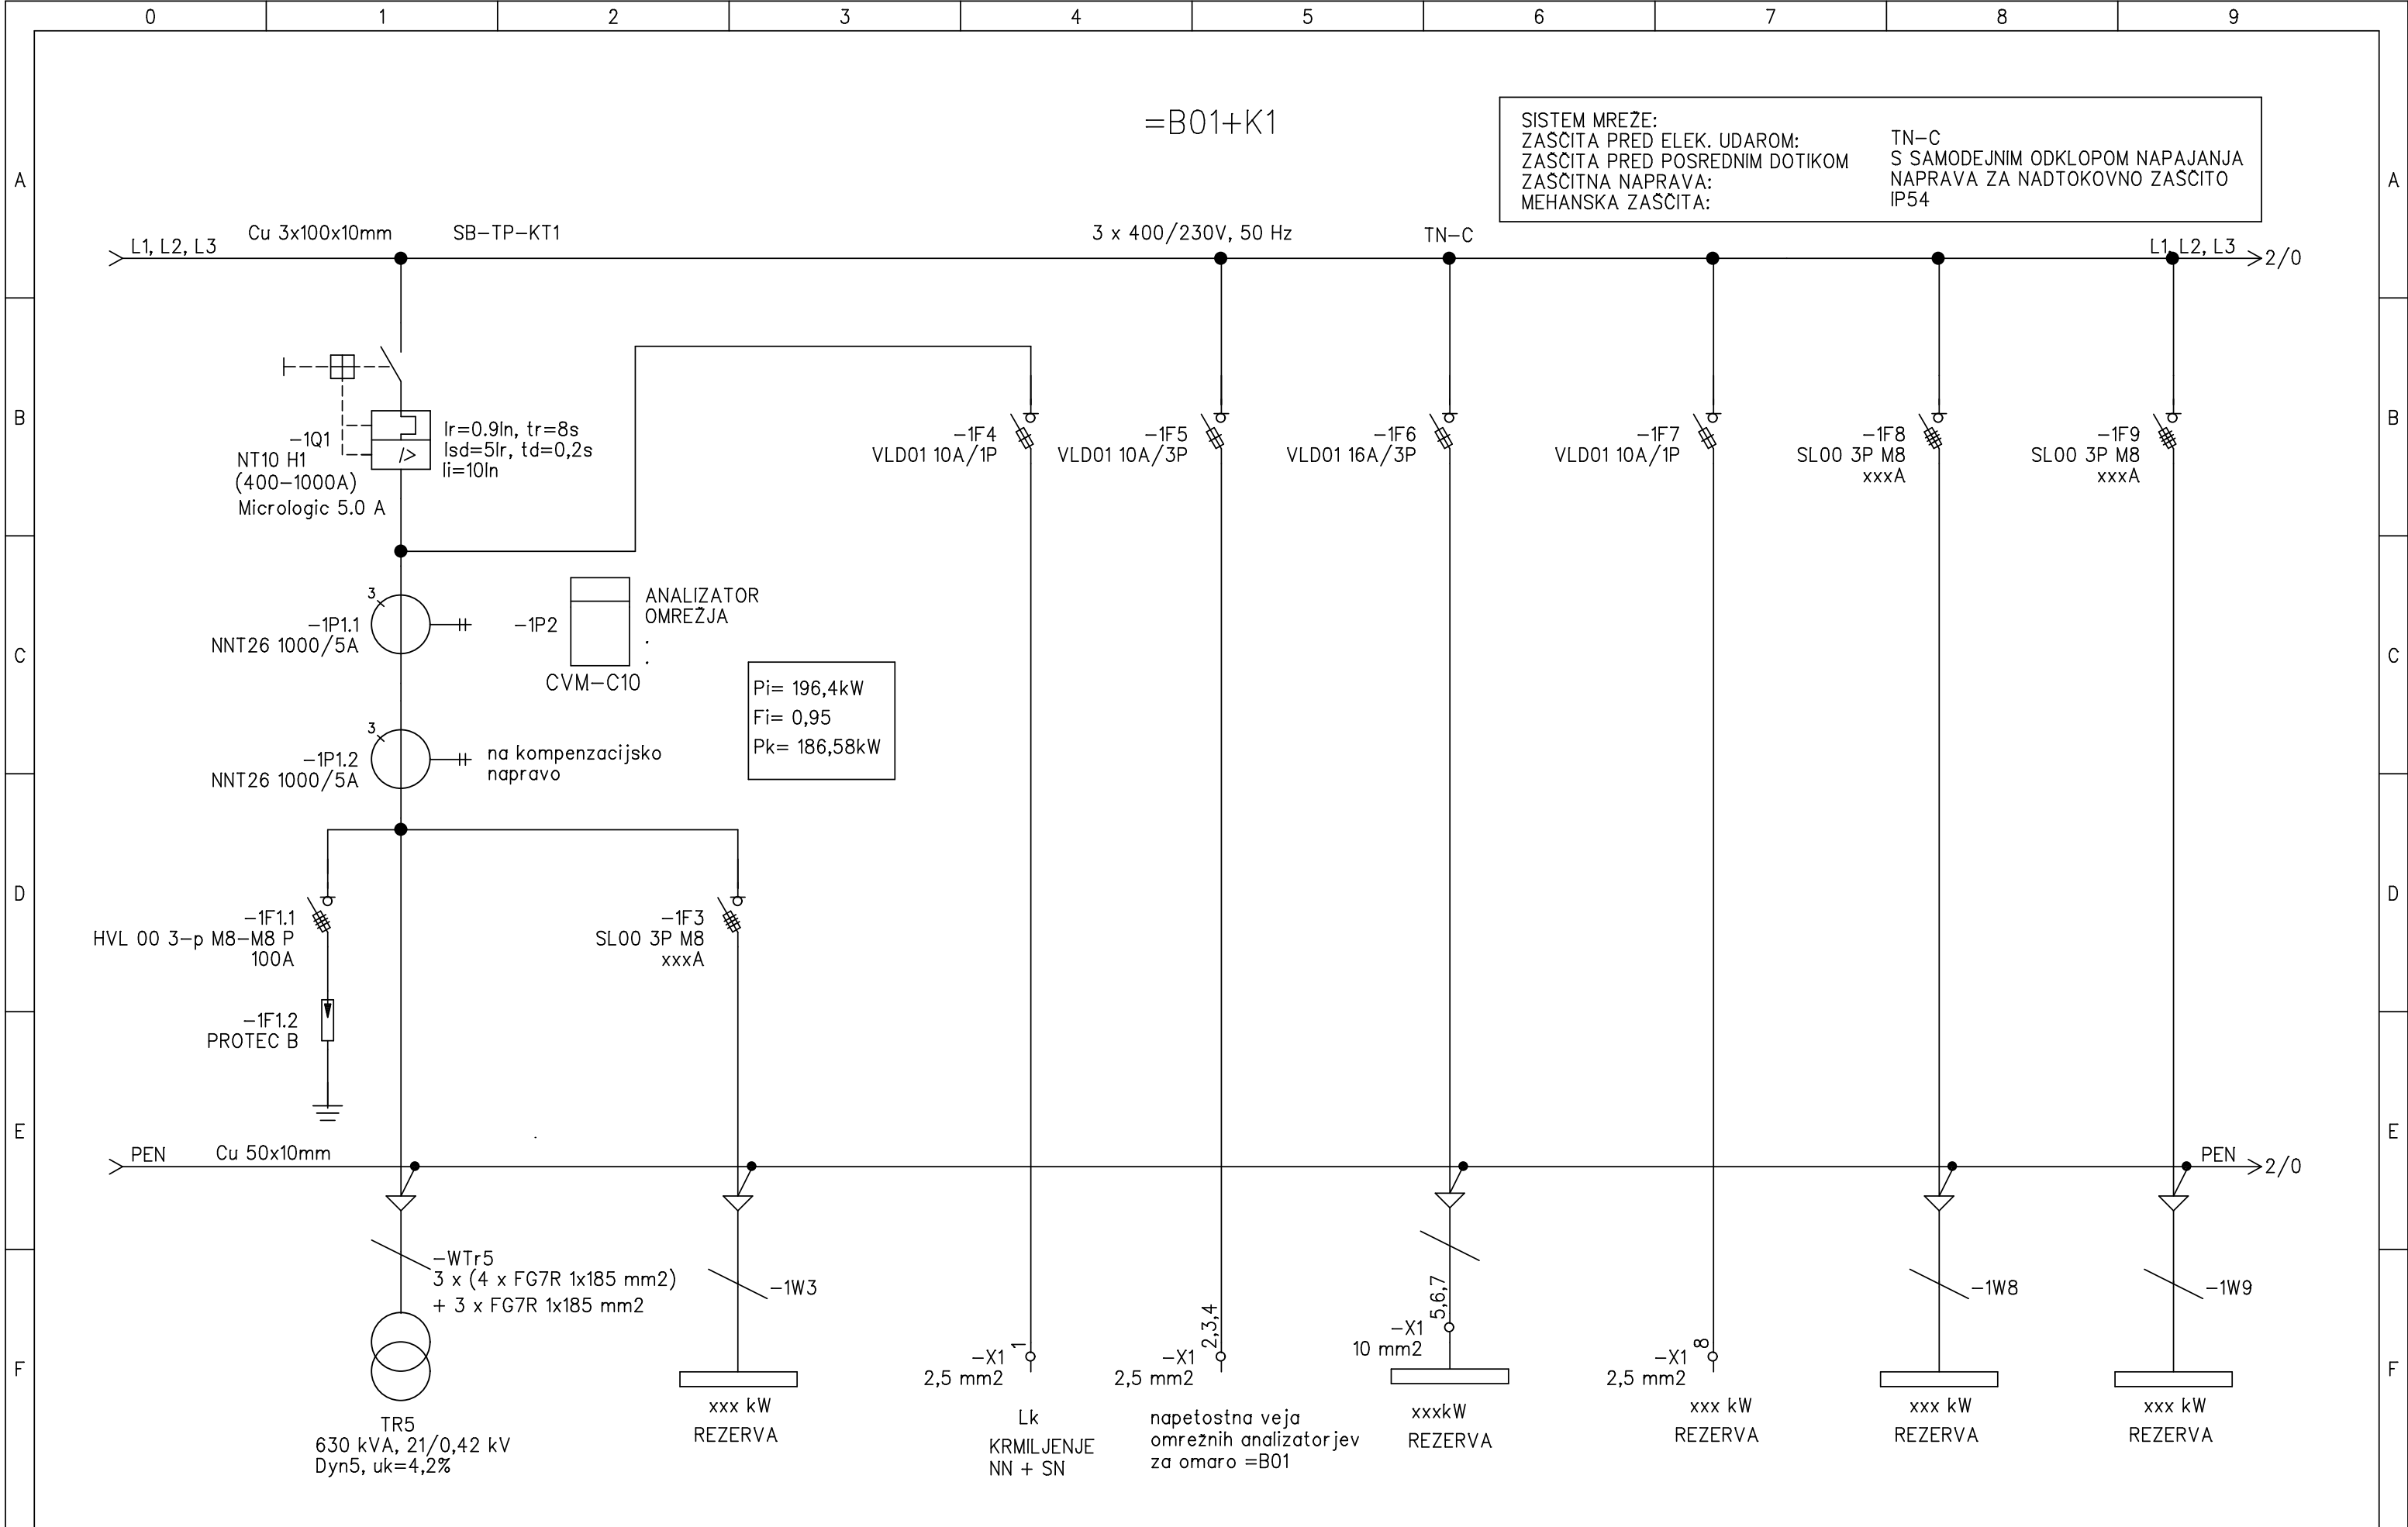 0 1 2 3 4 5 6 7 8 9
=B01+K1
SISTEM MREŽE:
ZAŠČITA PRED ELEK. UDAROM:
ZAŠČITA PRED POSREDNIM DOTIKOM
ZAŠČITNA NAPRAVA:
MEHANSKA ZAŠČITA:
TN-C
S SAMODEJNIM ODKLOPOM NAPAJANJA
NAPRAVA ZA NADTOKOVNO ZAŠČITO
IP54
A
A
L1, L2, L3
Cu 3x100x10mm
SB-TP-KT1
3 x 400/230V, 50 Hz
TN-C
L1, L2, L3
2/0
B
B
-1Q1
NT10 H1
(400-1000A)
Micrologic 5.0 A
Ir=0.9In, tr=8s
Isd=5Ir, td=0,2s
Ii=10In
I>
-1F4
VLD01 10A/1P
-1F5
VLD01 10A/3P
-1F6
VLD01 16A/3P
-1F7
VLD01 10A/1P
-1F8
SL00 3P M8
xxxA
-1F9
SL00 3P M8
xxxA
C
C
3
-1P1.1
NNT26 1000/5A
-1P2
ANALIZATOR
OMREŽJA
.
.
CVM-C10
Pi= 196,4kW
Fi= 0,95
Pk= 186,58kW
3
-1P1.2
NNT26 1000/5A
na kompenzacijsko
napravo
D
D
-1F1.1
HVL 00 3-p M8-M8 P
100A
-1F3
SL00 3P M8
xxxA
-1F1.2
PROTEC B
E
E
PEN
Cu 50x10mm
PEN
2/0
-WTr5
3 x (4 x FG7R 1x185 mm2)
+ 3 x FG7R 1x185 mm2
-1W3
-1W8
-1W9
F
F
-X1
2,5 mm2
1
-X1
2,5 mm2
2,3,4
-X1
10 mm2
5,6,7
-X1
2,5 mm2
8
TR5
630 kVA, 21/0,42 kV
Dyn5, uk=4,2%
xxx kW
REZERVA
Lk
KRMILJENJE
NN + SN
napetostna veja
omrežnih analizatorjev
za omaro =B01
xxxkW
REZERVA
xxx kW
REZERVA
xxx kW
REZERVA
xxx kW
REZERVA